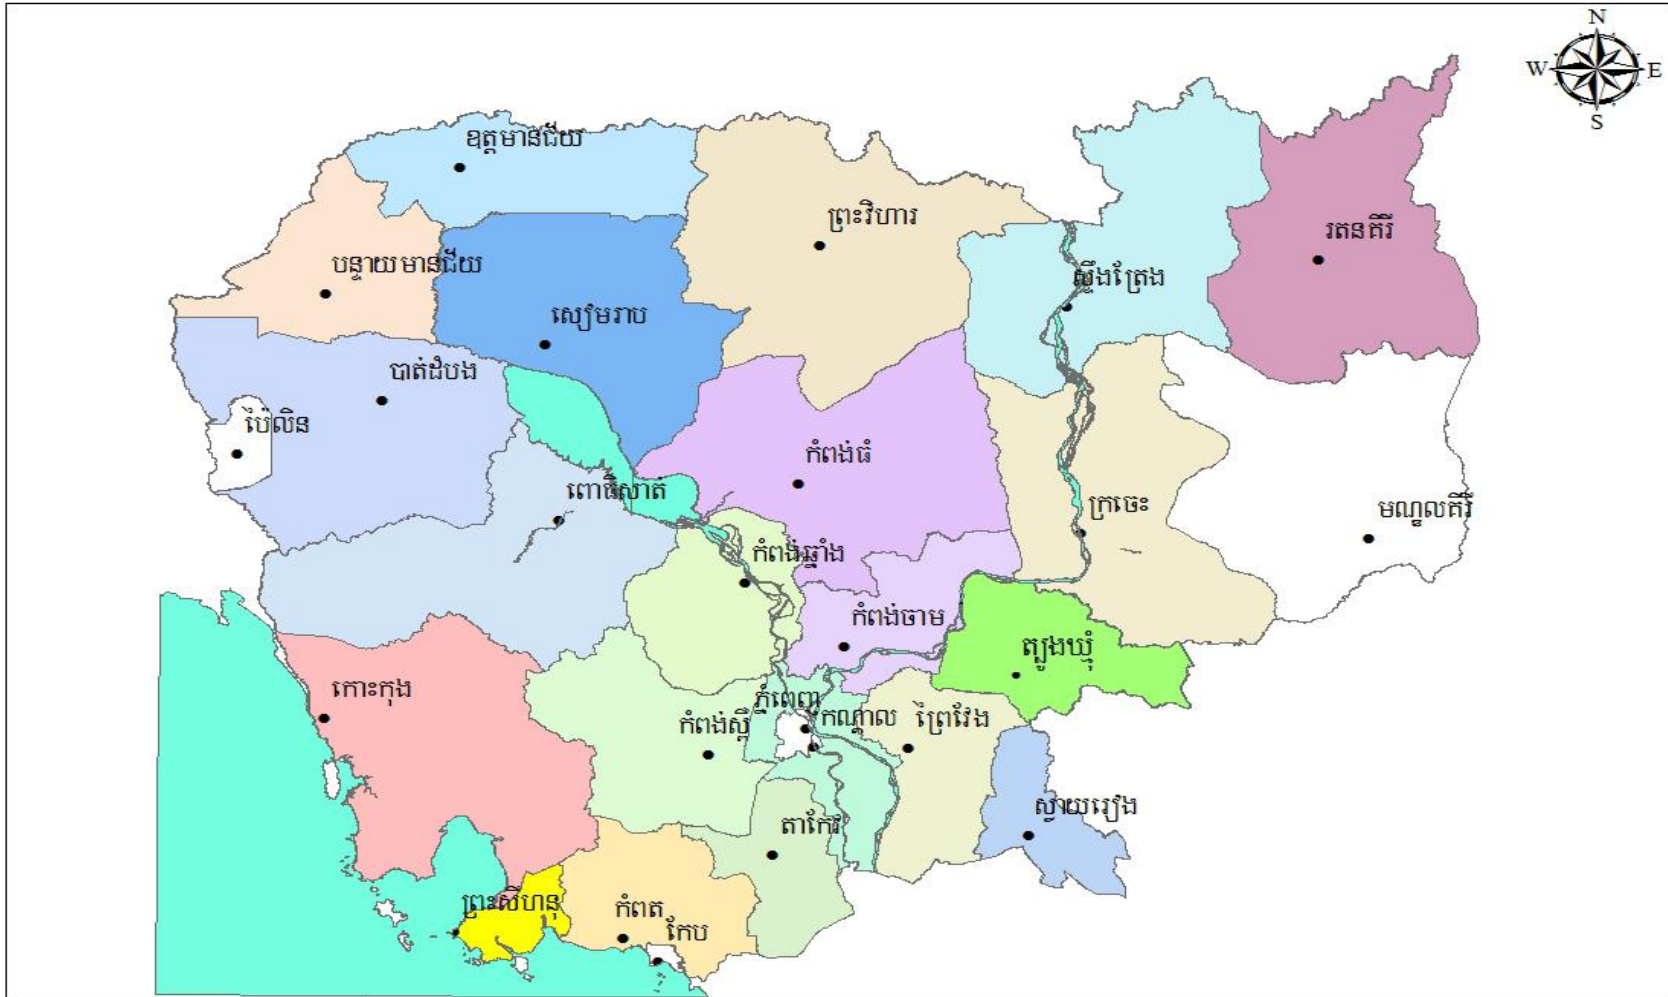 N
W E
S
ឧត្តមានជ័យ
ព្រះវិហារ
រតនគីរី
បន្ទាយមានជ័យ
ស្ទឹងត្រែង
សៀមរាប
បាត់ដំបង
ប៉ៃលិន
កំពង់ធំ
ពោធិ៍សាត់
មណ្ឌលគីរី
ក្រចេះ
កំពង់ឆ្នាំង
កំពង់ចាម
ត្បូងឃ្មុំ
កោះកុង
ភ្នំពេញ
កណ្តាល
ព្រៃវែង
កំពង់ស្ពឺ
ស្វាយរៀង
តាកែវ
ព្រះសីហនុ
កំពត
កែប